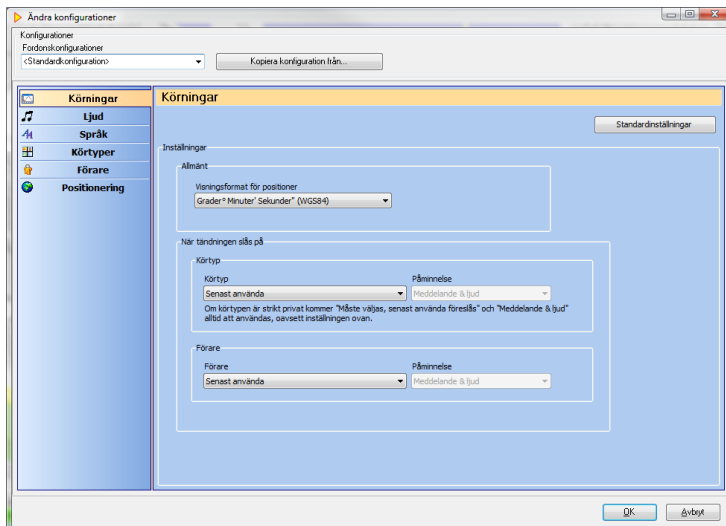 Ändra konfigurationer
Konfigurationer
Fordonskonfigurationer
<Standardkonfiguration>
Kopiera konfiguration från...
Körningar
Ljud
Språk
Körtyper
Förare
Positionering
Körningar
Standardinställningar
Inställningar
Allmänt
Visningsformat för positioner
Grader° Minuter' Sekunder" (WGS84)
När tändningen slås på
Körtyp
Körtyp
Påminnelse
Senast använda
Meddelande & ljud
Om körtypen är strikt privat kommer "Måste väljas, senast använda föreslås" och "Meddelande & ljud"
alltid att användas, oavsett inställningen ovan.
Förare
Förare
Påminnelse
Senast använda
Meddelande & ljud
OK
Avbryt